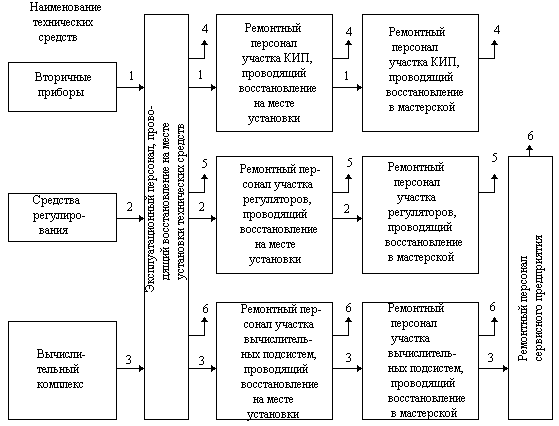 Наименование
технических
средств
Вторичные
приборы
1
Эксплуатационный персонал, прово-
дящий восстановление на месте
установки технических средств
4
1
Ремонтный
персонал
участка КИП,
проводящий
восстановление
на месте
установки
4
1
Ремонтный
персонал
участка КИП,
проводящий
восстановление
в мастерской
4
Средства
регулиро-
вания
2
5
2
Ремонтный пер-
сонал участка
регуляторов,
проводящий
восстановление
на месте
установки
5
2
Ремонтный
персонал
участка
регуляторов,
проводящий
восстановление
в мастерской
5
6
Ремонтный персонал
сервисного предприятия
Вычисли-
тельный
комплекс
3
6
3
Ремонтный пер-
сонал участка
вычислитель-
ных подсистем,
проводящий
восстановление
на месте
установки
6
3
Ремонтный
персонал
участка
вычислитель-
ных подсистем,
проводящий
восстановление
в мастерской
6
3